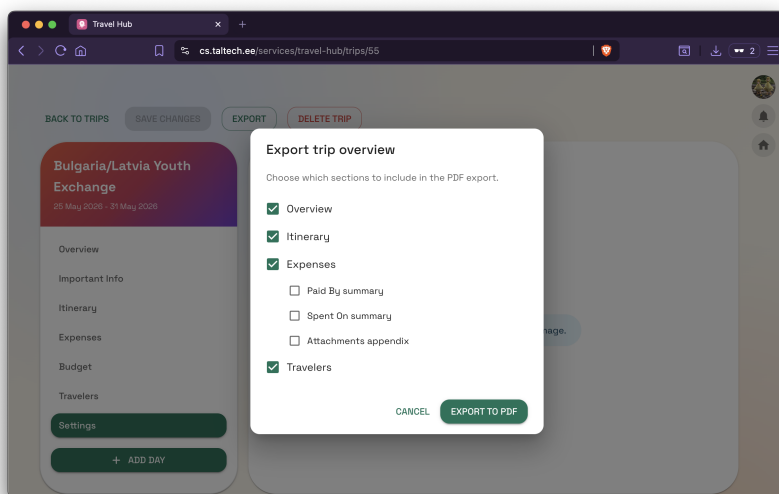 Travel Hub
cs.taltech.ee/services/travel-hub/trips/55
2
BACK TO TRIPS
SAVE CHANGES
EXPORT
DELETE TRIP
Bulgaria/Latvia Youth
Exchange
25 May 2026 - 31 May 2026
Overview
Important Info
Itinerary
Expenses
Budget
Travelers
Settings
+ ADD DAY
Export trip overview
Choose which sections to include in the PDF export.
Overview
Itinerary
Expenses
Paid By summary
Spent On summary
Attachments appendix
Travelers
CANCEL
EXPORT TO PDF